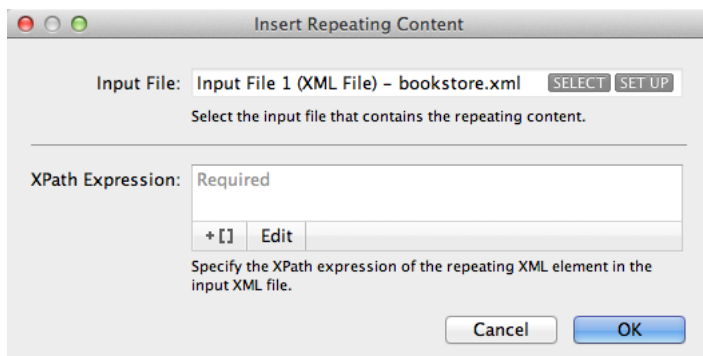 Insert Repeating Content
Input File: Input File 1 (XML File) – bookstore.xml SELECT SET UP
Select the input file that contains the repeating content.
XPath Expression: Required
+[] Edit
Specify the XPath expression of the repeating XML element in the
input XML file.
Cancel OK